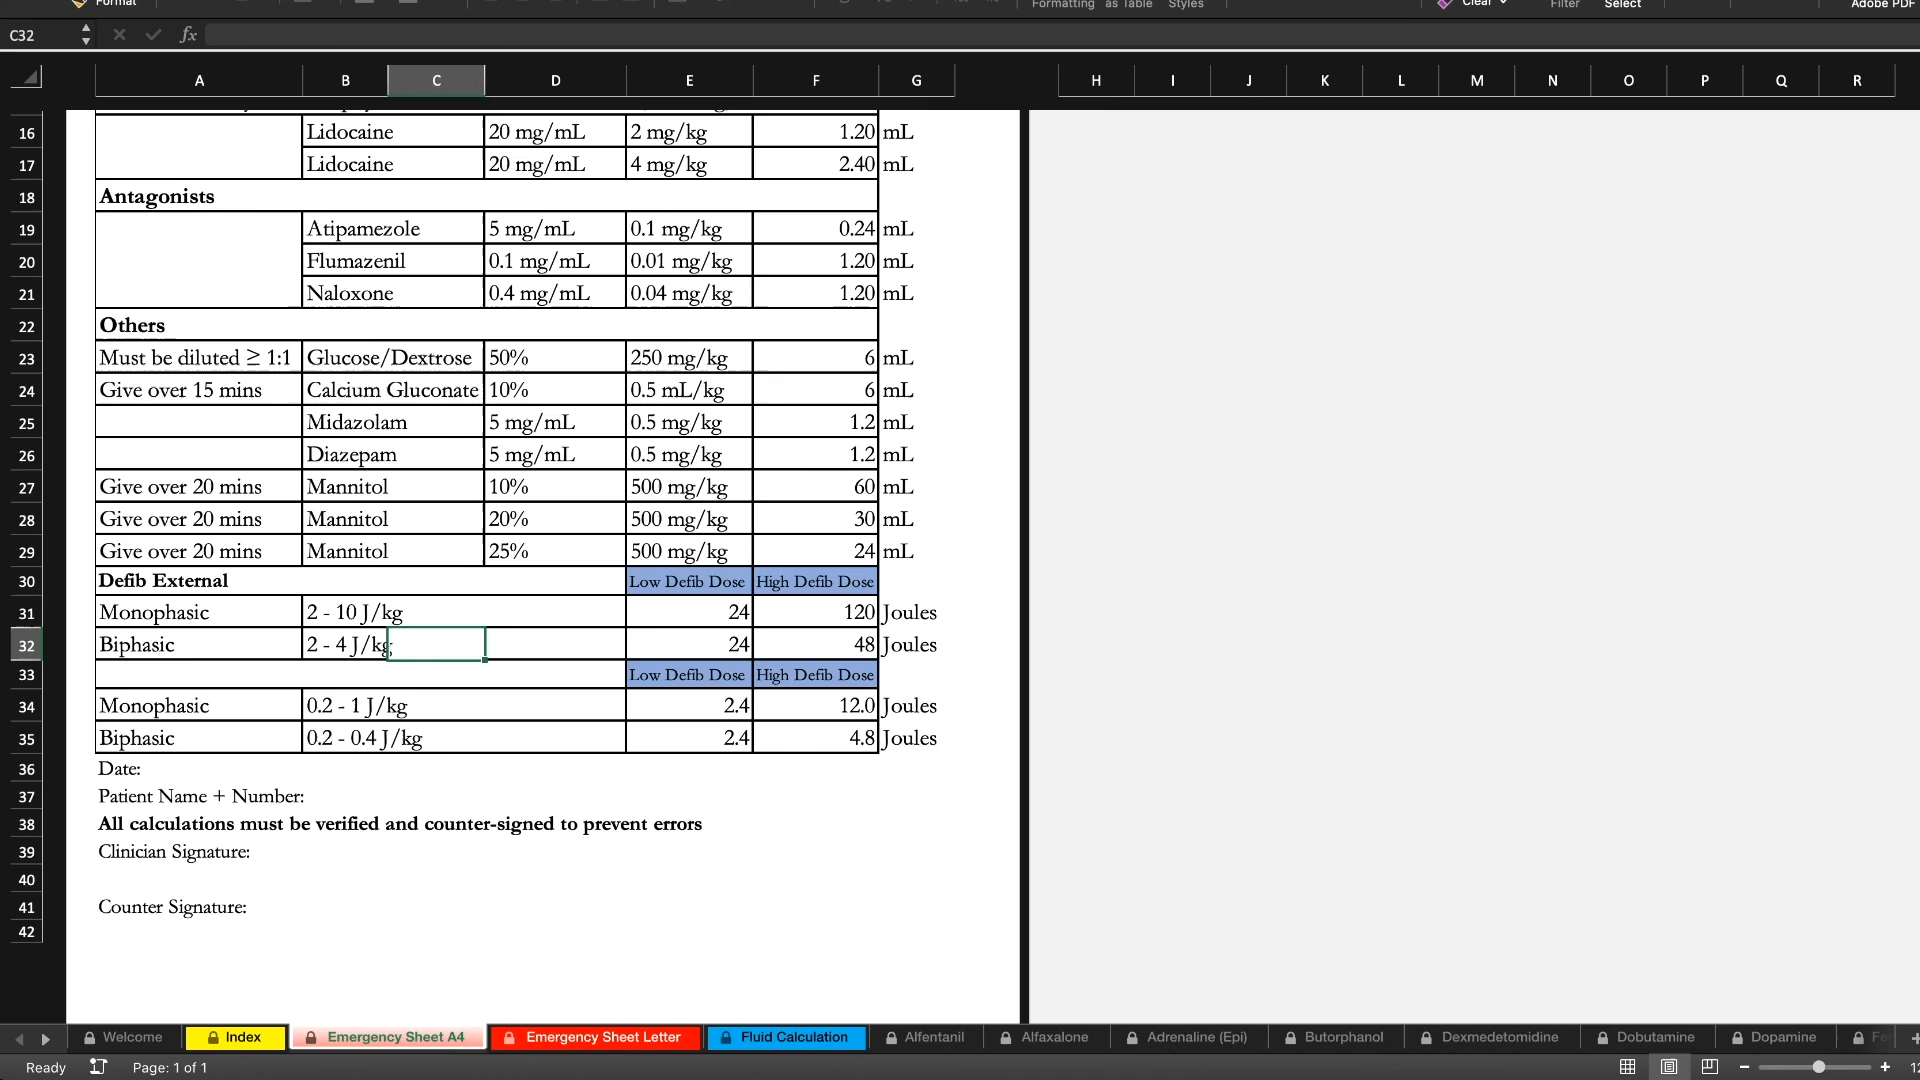 Format
Formatting as Table Styles Clear Filter Select Adobe PDF
C32 fx
A B C D E F G H I J K L M N O P Q R
16 Lidocaine 20 mg/mL 2 mg/kg 1.20 mL
17 Lidocaine 20 mg/mL 4 mg/kg 2.40 mL
18 Antagonists
19 Atipamezole 5 mg/mL 0.1 mg/kg 0.24 mL
20 Flumazenil 0.1 mg/mL 0.01 mg/kg 1.20 mL
21 Naloxone 0.4 mg/mL 0.04 mg/kg 1.20 mL
22 Others
23 Must be diluted ≥ 1:1 Glucose/Dextrose 50% 250 mg/kg 6 mL
24 Give over 15 mins Calcium Gluconate 10% 0.5 mL/kg 6 mL
25 Midazolam 5 mg/mL 0.5 mg/kg 1.2 mL
26 Diazepam 5 mg/mL 0.5 mg/kg 1.2 mL
27 Give over 20 mins Mannitol 10% 500 mg/kg 60 mL
28 Give over 20 mins Mannitol 20% 500 mg/kg 30 mL
29 Give over 20 mins Mannitol 25% 500 mg/kg 24 mL
30 Defib External Low Defib Dose High Defib Dose
31 Monophasic 2 - 10 J/kg 24 120 Joules
32 Biphasic 2 - 4 J/kg 24 48 Joules
33 Low Defib Dose High Defib Dose
34 Monophasic 0.2 - 1 J/kg 2.4 12.0 Joules
35 Biphasic 0.2 - 0.4 J/kg 2.4 4.8 Joules
36 Date:
37 Patient Name + Number:
38 All calculations must be verified and counter-signed to prevent errors
39 Clinician Signature:
40
41 Counter Signature:
42
Welcome Index Emergency Sheet A4 Emergency Sheet Letter Fluid Calculation Alfentanil Alfaxalone Adrenaline (Epi) Butorphanol Dexmedetomidine Dobutamine Dopamine
Ready Page: 1 of 1